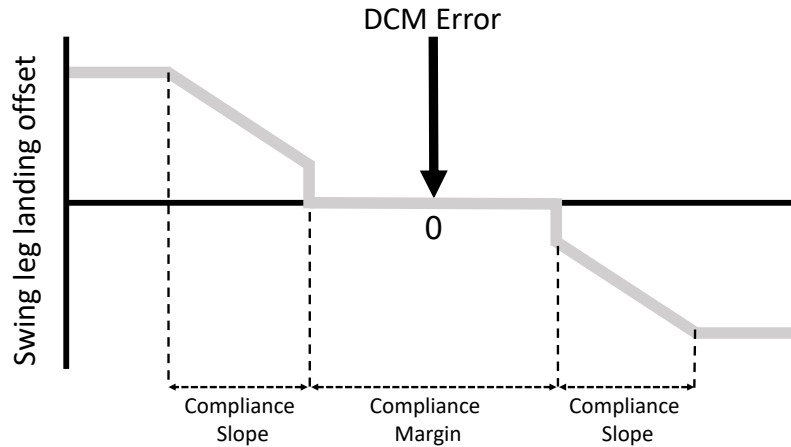 DCM Error
Swing leg landing offset
0
Compliance
Slope
Compliance
Margin
Compliance
Slope